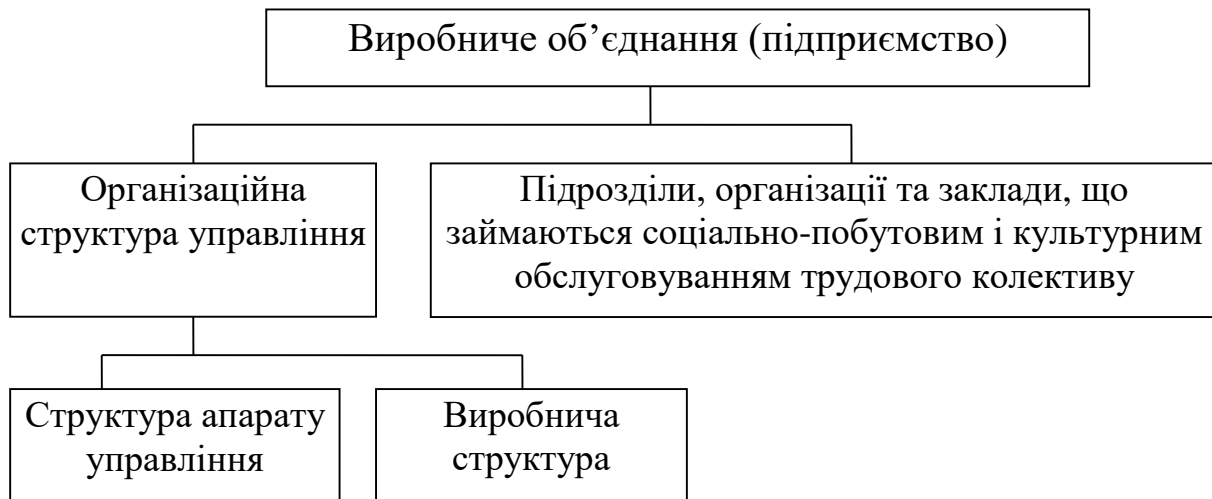 Виробниче об’єднання (підприємство)
Організаційна
структура управління
Підрозділи, організації та заклади, що
займаються соціально-побутовим і культурним
обслуговуванням трудового колективу
Структура апарату
управління
Виробнича
структура